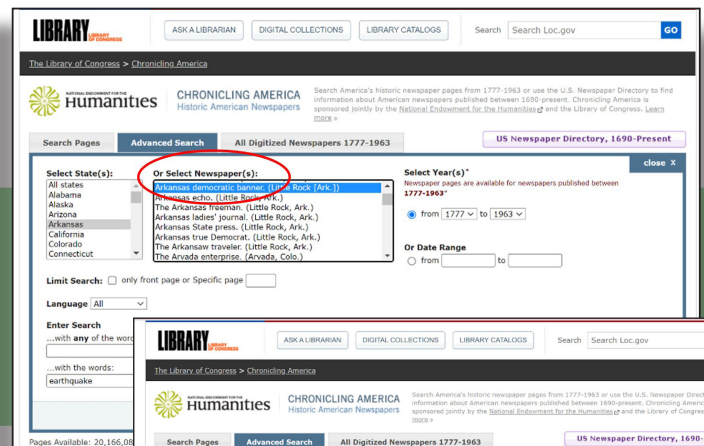 LIBRARY OF CONGRESS
ASK A LIBRARIAN
DIGITAL COLLECTIONS
LIBRARY CATALOGS
Search
Search Loc.gov
GO
The Library of Congress > Chronicling America
NATIONAL ENDOWMENT FOR THE
Humanities
CHRONICLING AMERICA
Historic American Newspapers
Search America's historic newspaper pages from 1777-1963 or use the U.S. Newspaper Directory to find
information about American newspapers published between 1690-present. Chronicling America is
sponsored jointly by the National Endowment for the Humanities and the Library of Congress. Learn
more »
Search Pages
Advanced Search
All Digitized Newspapers 1777-1963
US Newspaper Directory, 1690-Present
close X
Select State(s):
All states
Alabama
Alaska
Arizona
Arkansas
California
Colorado
Connecticut
Or Select Newspaper(s):
Arkansas democratic banner. (Little Rock [Ark.])
Arkansas echo. (Little Rock, Ark.)
The Arkansas freeman. (Little Rock, Ark.)
Arkansas ladies' journal. (Little Rock, Ark.)
Arkansas State press. (Little Rock, Ark.)
Arkansas true Democrat. (Little Rock, Ark.)
The Arkansaw traveler. (Little Rock, Ark.)
The Arvada enterprise. (Arvada, Colo.)
Select Year(s)*
Newspaper pages are available for newspapers published between
1777-1963*
from 1777 to 1963
Or Date Range
from to
Limit Search: only front page or Specific page
Language All
Enter Search
...with any of the word
...with the words:
earthquake
Pages Available: 20,166,08
LIBRARY OF CONGRESS
ASK A LIBRARIAN
DIGITAL COLLECTIONS
LIBRARY CATALOGS
Search
Search Loc.gov
The Library of Congress > Chronicling America
NATIONAL ENDOWMENT FOR THE
Humanities
CHRONICLING AMERICA
Historic American Newspapers
Search America's historic newspaper pages from 1777-1963 or use the U.S. Newspaper Direct
information about American newspapers published between 1690-present. Chronicling Americ
sponsored jointly by the National Endowment for the Humanities and the Library of Congress
more »
Search Pages
Advanced Search
All Digitized Newspapers 1777-1963
US Newspaper Directory, 1690-